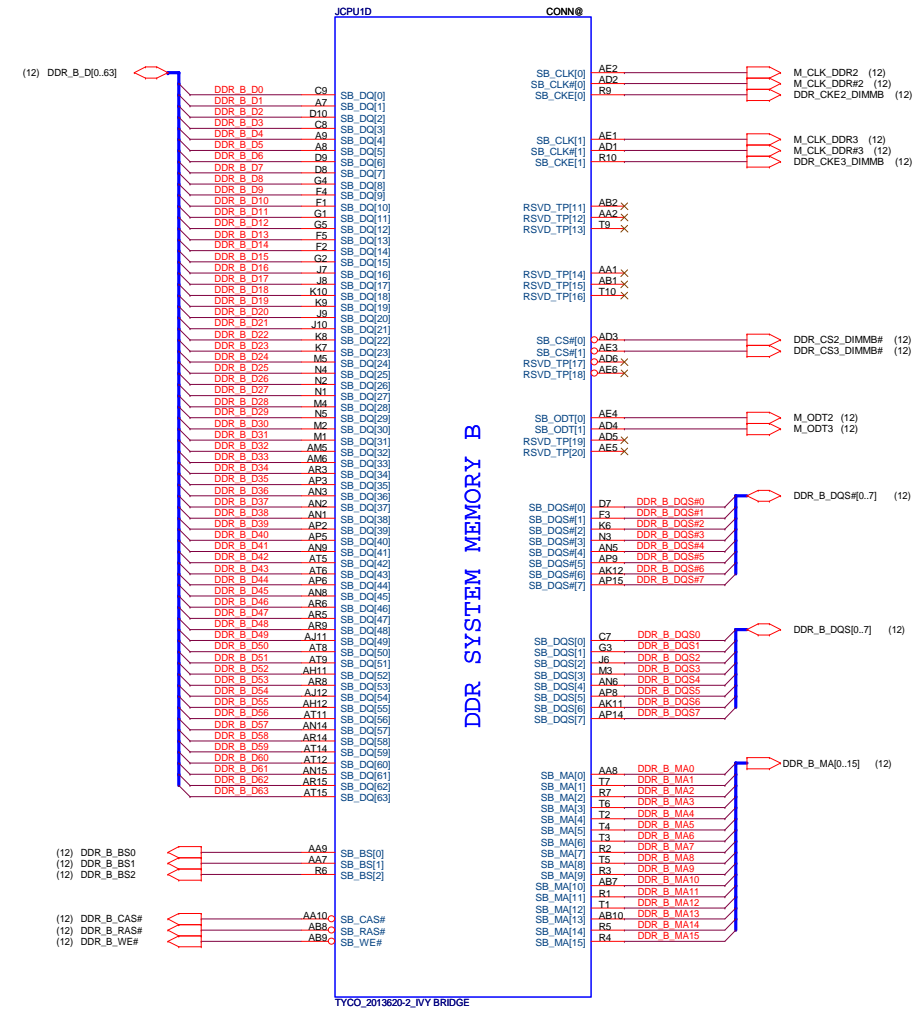 JCPU1D CONN@
(12) DDR_B_D[0..63]
DDR_B_D0 C9 SB_DQ[0]
DDR_B_D1 A7 SB_DQ[1]
DDR_B_D2 D10 SB_DQ[2]
DDR_B_D3 C8 SB_DQ[3]
DDR_B_D4 A9 SB_DQ[4]
DDR_B_D5 A8 SB_DQ[5]
DDR_B_D6 D9 SB_DQ[6]
DDR_B_D7 D8 SB_DQ[7]
DDR_B_D8 G4 SB_DQ[8]
DDR_B_D9 F4 SB_DQ[9]
DDR_B_D10 F1 SB_DQ[10]
DDR_B_D11 G1 SB_DQ[11]
DDR_B_D12 G5 SB_DQ[12]
DDR_B_D13 F5 SB_DQ[13]
DDR_B_D14 F2 SB_DQ[14]
DDR_B_D15 G2 SB_DQ[15]
DDR_B_D16 J7 SB_DQ[16]
DDR_B_D17 J8 SB_DQ[17]
DDR_B_D18 K10 SB_DQ[18]
DDR_B_D19 K9 SB_DQ[19]
DDR_B_D20 J9 SB_DQ[20]
DDR_B_D21 J10 SB_DQ[21]
DDR_B_D22 K8 SB_DQ[22]
DDR_B_D23 K7 SB_DQ[23]
DDR_B_D24 M5 SB_DQ[24]
DDR_B_D25 N4 SB_DQ[25]
DDR_B_D26 N2 SB_DQ[26]
DDR_B_D27 N1 SB_DQ[27]
DDR_B_D28 M4 SB_DQ[28]
DDR_B_D29 N5 SB_DQ[29]
DDR_B_D30 M2 SB_DQ[30]
DDR_B_D31 M1 SB_DQ[31]
DDR_B_D32 AM5 SB_DQ[32]
DDR_B_D33 AM6 SB_DQ[33]
DDR_B_D34 AR3 SB_DQ[34]
DDR_B_D35 AP3 SB_DQ[35]
DDR_B_D36 AN3 SB_DQ[36]
DDR_B_D37 AN2 SB_DQ[37]
DDR_B_D38 AN1 SB_DQ[38]
DDR_B_D39 AP2 SB_DQ[39]
DDR_B_D40 AP5 SB_DQ[40]
DDR_B_D41 AN9 SB_DQ[41]
DDR_B_D42 AT5 SB_DQ[42]
DDR_B_D43 AT6 SB_DQ[43]
DDR_B_D44 AP6 SB_DQ[44]
DDR_B_D45 AN8 SB_DQ[45]
DDR_B_D46 AR6 SB_DQ[46]
DDR_B_D47 AR5 SB_DQ[47]
DDR_B_D48 AR9 SB_DQ[48]
DDR_B_D49 AJ11 SB_DQ[49]
DDR_B_D50 AT8 SB_DQ[50]
DDR_B_D51 AT9 SB_DQ[51]
DDR_B_D52 AH11 SB_DQ[52]
DDR_B_D53 AR8 SB_DQ[53]
DDR_B_D54 AJ12 SB_DQ[54]
DDR_B_D55 AH12 SB_DQ[55]
DDR_B_D56 AT11 SB_DQ[56]
DDR_B_D57 AN14 SB_DQ[57]
DDR_B_D58 AR14 SB_DQ[58]
DDR_B_D59 AT14 SB_DQ[59]
DDR_B_D60 AT12 SB_DQ[60]
DDR_B_D61 AN15 SB_DQ[61]
DDR_B_D62 AR15 SB_DQ[62]
DDR_B_D63 AT15 SB_DQ[63]
(12) DDR_B_BS0 AA9 SB_BS[0]
(12) DDR_B_BS1 AA7 SB_BS[1]
(12) DDR_B_BS2 R6 SB_BS[2]
(12) DDR_B_CAS# AA10 SB_CAS#
(12) DDR_B_RAS# AB8 SB_RAS#
(12) DDR_B_WE# AB9 SB_WE#
DDR SYSTEM MEMORY B
SB_CLK[0] AE2 M_CLK_DDR2 (12)
SB_CLK#[0] AD2 M_CLK_DDR#2 (12)
SB_CKE[0] R9 DDR_CKE2_DIMMB (12)
SB_CLK[1] AE1 M_CLK_DDR3 (12)
SB_CLK#[1] AD1 M_CLK_DDR#3 (12)
SB_CKE[1] R10 DDR_CKE3_DIMMB (12)
RSVD_TP[11] AB2
RSVD_TP[12] AA2
RSVD_TP[13] T9
RSVD_TP[14] AA1
RSVD_TP[15] AB1
RSVD_TP[16] T10
SB_CS#[0] AD3 DDR_CS2_DIMMB# (12)
SB_CS#[1] AE3 DDR_CS3_DIMMB# (12)
RSVD_TP[17] AD6
RSVD_TP[18] AE6
SB_ODT[0] AE4 M_ODT2 (12)
SB_ODT[1] AD4 M_ODT3 (12)
RSVD_TP[19] AD5
RSVD_TP[20] AE5
DDR_B_DQS#[0..7] (12)
SB_DQS#[0] D7 DDR_B_DQS#0
SB_DQS#[1] F3 DDR_B_DQS#1
SB_DQS#[2] K6 DDR_B_DQS#2
SB_DQS#[3] N3 DDR_B_DQS#3
SB_DQS#[4] AN5 DDR_B_DQS#4
SB_DQS#[5] AP9 DDR_B_DQS#5
SB_DQS#[6] AK12 DDR_B_DQS#6
SB_DQS#[7] AP15 DDR_B_DQS#7
DDR_B_DQS[0..7] (12)
SB_DQS[0] C7 DDR_B_DQS0
SB_DQS[1] G3 DDR_B_DQS1
SB_DQS[2] J6 DDR_B_DQS2
SB_DQS[3] M3 DDR_B_DQS3
SB_DQS[4] AN6 DDR_B_DQS4
SB_DQS[5] AP8 DDR_B_DQS5
SB_DQS[6] AK11 DDR_B_DQS6
SB_DQS[7] AP14 DDR_B_DQS7
DDR_B_MA[0..15] (12)
SB_MA[0] AA8 DDR_B_MA0
SB_MA[1] T7 DDR_B_MA1
SB_MA[2] R7 DDR_B_MA2
SB_MA[3] T6 DDR_B_MA3
SB_MA[4] T2 DDR_B_MA4
SB_MA[5] T4 DDR_B_MA5
SB_MA[6] T3 DDR_B_MA6
SB_MA[7] R2 DDR_B_MA7
SB_MA[8] T5 DDR_B_MA8
SB_MA[9] R3 DDR_B_MA9
SB_MA[10] AB7 DDR_B_MA10
SB_MA[11] R1 DDR_B_MA11
SB_MA[12] T1 DDR_B_MA12
SB_MA[13] AB10 DDR_B_MA13
SB_MA[14] R5 DDR_B_MA14
SB_MA[15] R4 DDR_B_MA15
TYCO_2013620-2_IVY BRIDGE